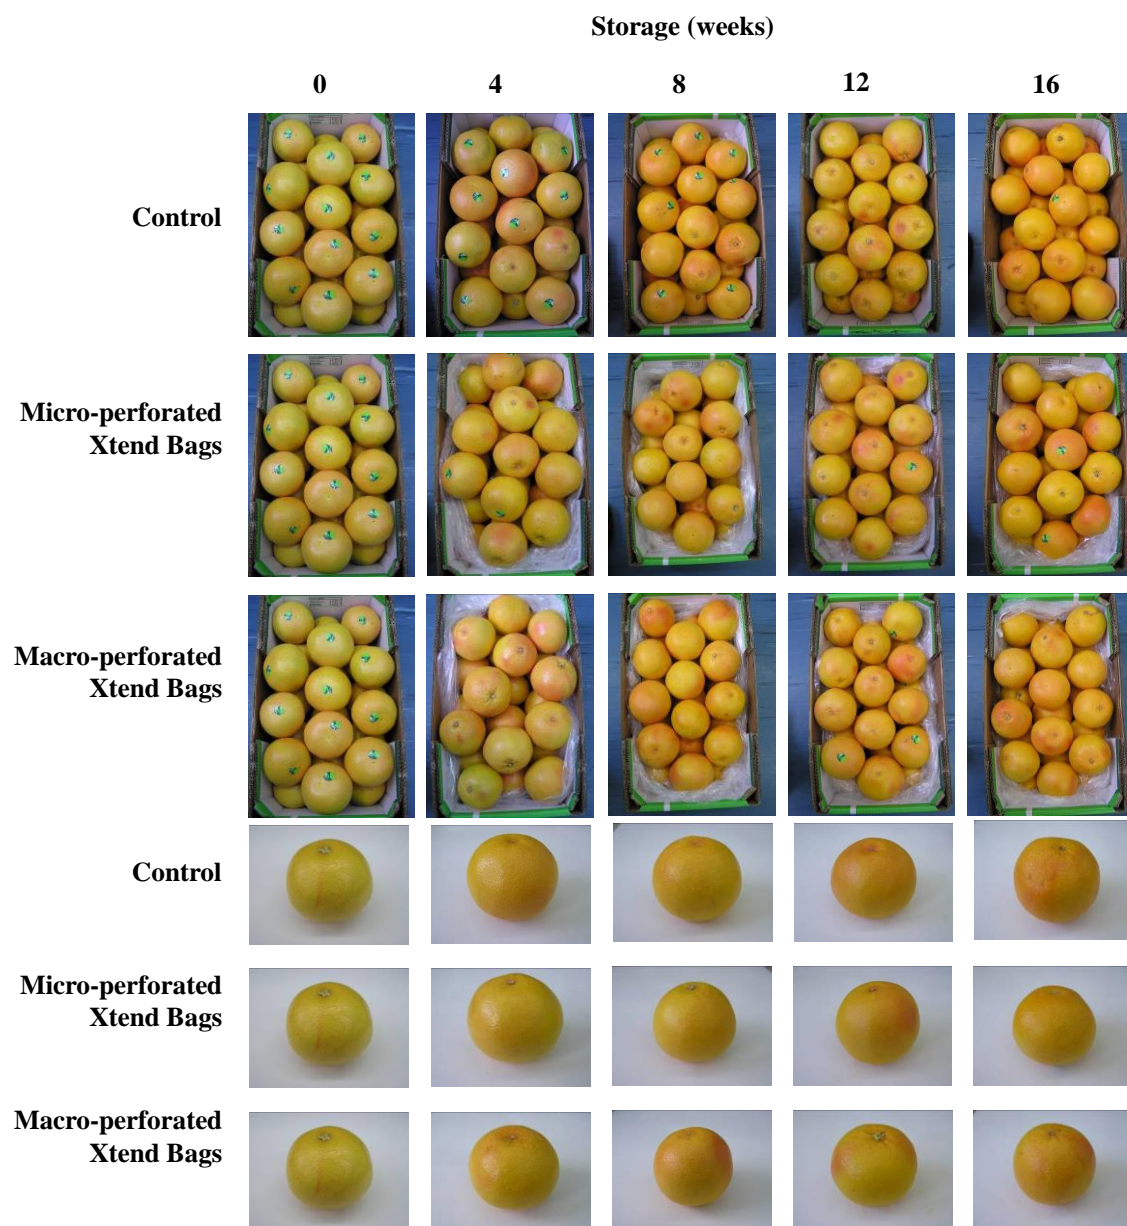 Storage (weeks)
0 4 8 12 16
Control
Micro-perforated
Xtend Bags
Macro-perforated
Xtend Bags
Control
Micro-perforated
Xtend Bags
Macro-perforated
Xtend Bags